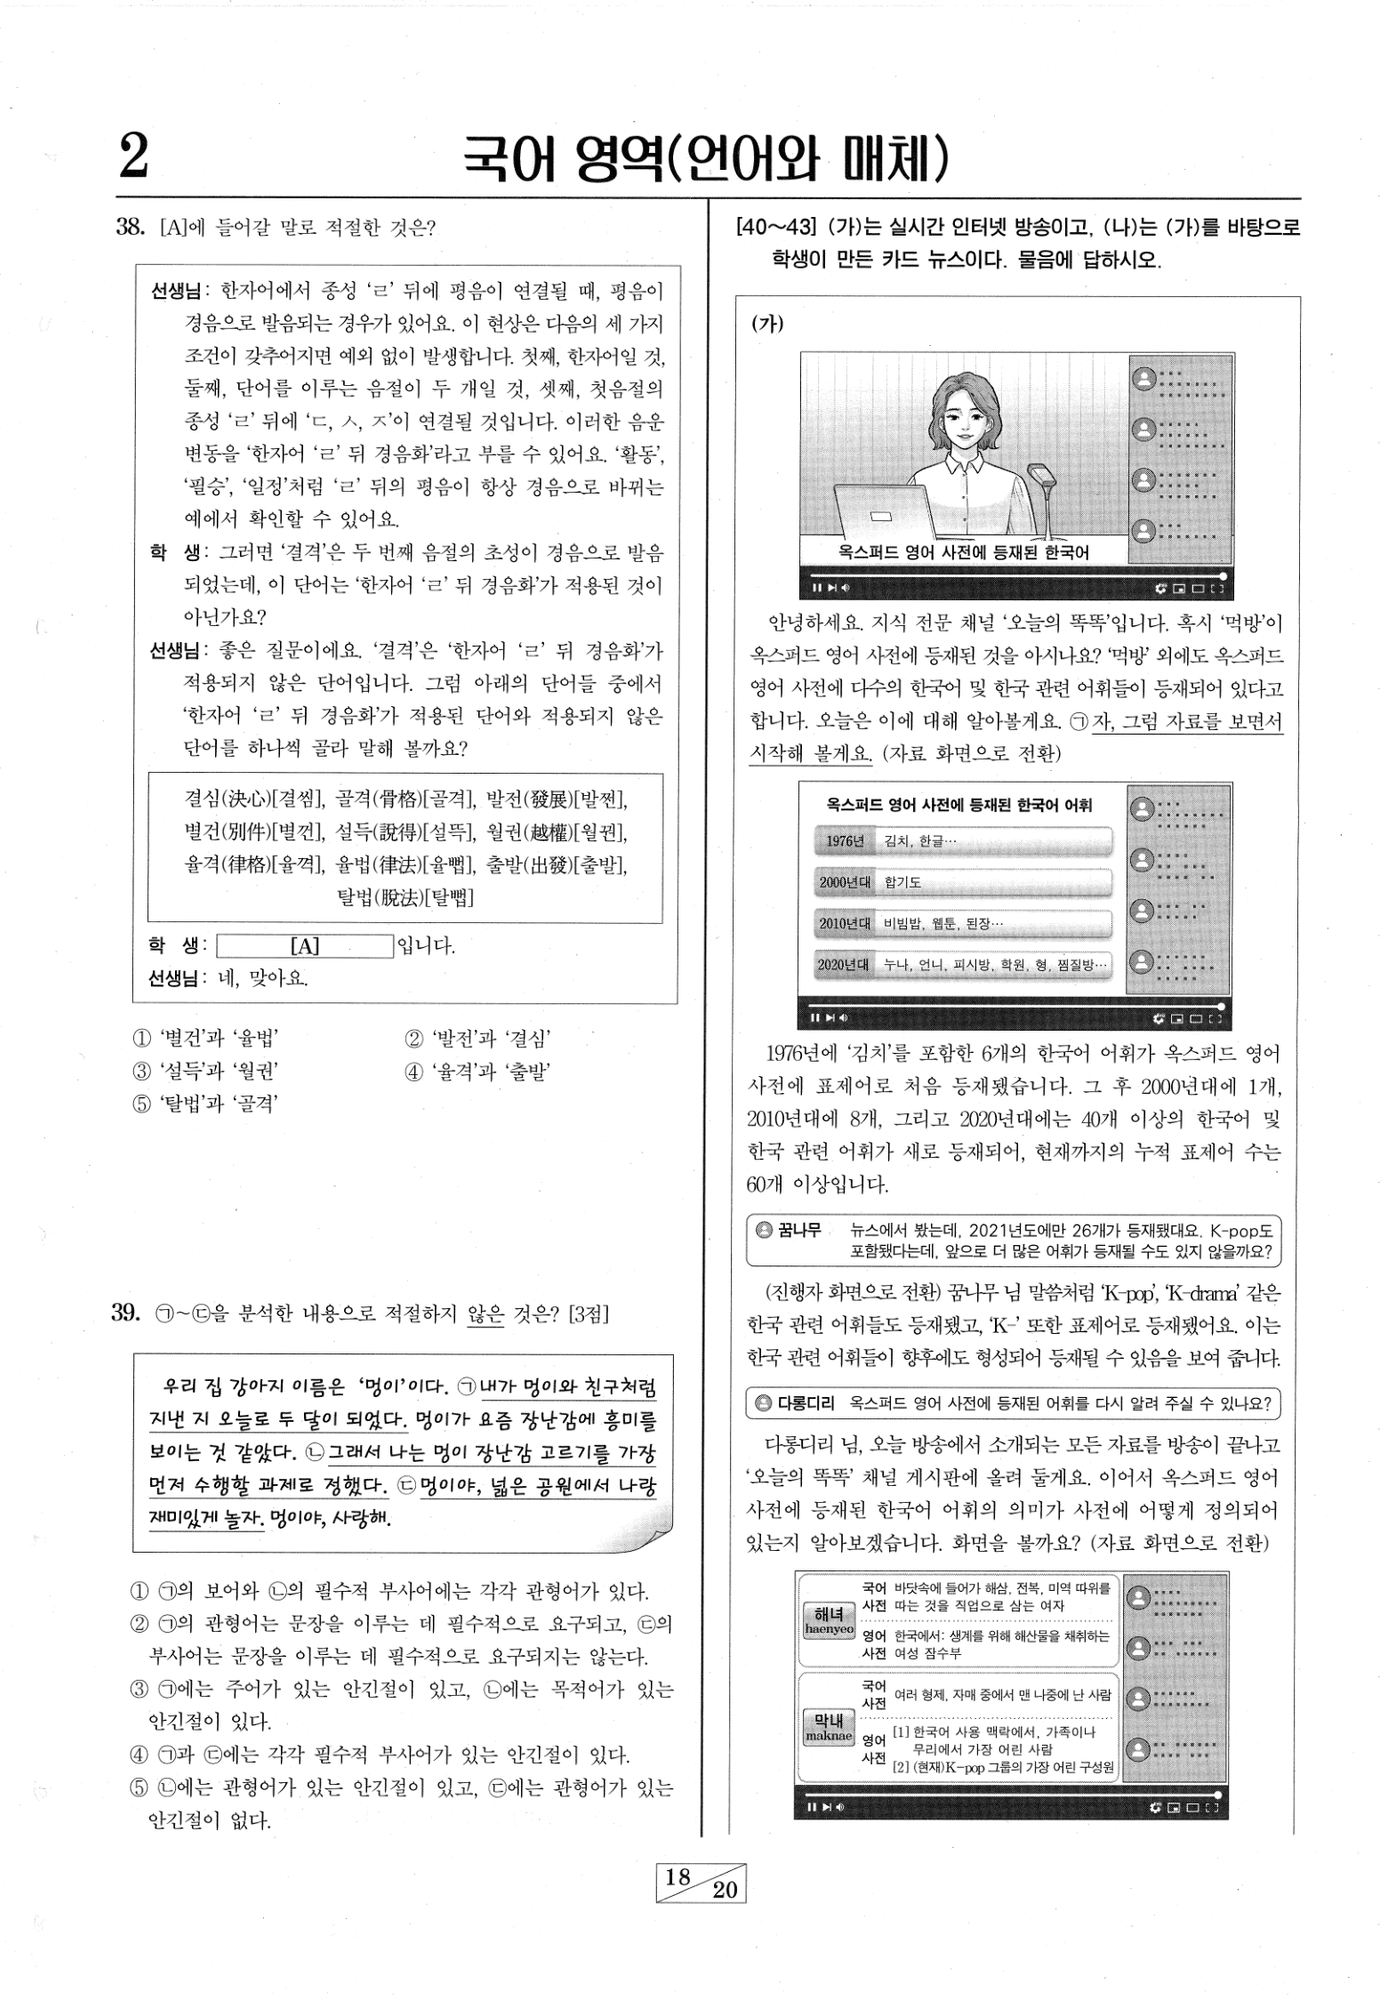 2
국어 영역(언어와 매체)
38. [A]에 들어갈 말로 적절한 것은?
선생님: 한자어에서 종성 ‘ㄹ’ 뒤에 평음이 연결될 때, 평음이
경음으로 발음되는 경우가 있어요. 이 현상은 다음의 세 가지
조건이 갖추어지면 예외 없이 발생합니다. 첫째, 한자어일 것,
둘째, 단어를 이루는 음절이 두 개일 것, 셋째, 첫음절의
종성 ‘ㄹ’ 뒤에 ‘ㄷ, ㅅ, ㅈ’이 연결될 것입니다. 이러한 음운
변동을 ‘한자어 ‘ㄹ’ 뒤 경음화’라고 부를 수 있어요. ‘활동’,
‘필승’, ‘일정’처럼 ‘ㄹ’ 뒤의 평음이 항상 경음으로 바뀌는
예에서 확인할 수 있어요.
학 생: 그러면 ‘결격’은 두 번째 음절의 초성이 경음으로 발음
되었는데, 이 단어는 ‘한자어 ‘ㄹ’ 뒤 경음화’가 적용된 것이
아닌가요?
선생님: 좋은 질문이에요. ‘결격’은 ‘한자어 ‘ㄹ’ 뒤 경음화’가
적용되지 않은 단어입니다. 그럼 아래의 단어들 중에서
‘한자어 ‘ㄹ’ 뒤 경음화’가 적용된 단어와 적용되지 않은
단어를 하나씩 골라 말해 볼까요?
결심(決心)[결씸], 골격(骨格)[골격], 발전(發展)[발쩐],
별건(別件)[별껀], 설득(說得)[설뜩], 월권(越權)[월꿘],
율격(律格)[율껵], 율법(律法)[율뻡], 출발(出發)[출발],
탈법(脫法)[탈뻡]
학 생: [A] 입니다.
선생님: 네, 맞아요.
① ‘별건’과 ‘율법’ ② ‘발전’과 ‘결심’
③ ‘설득’과 ‘월권’ ④ ‘율격’과 ‘출발’
⑤ ‘탈법’과 ‘골격’
39. ㉠~㉢을 분석한 내용으로 적절하지 않은 것은? [3점]
우리 집 강아지 이름은 ‘멍이’이다. ㉠내가 멍이와 친구처럼
지낸 지 오늘로 두 달이 되었다. 멍이가 요즘 장난감에 흥미를
보이는 것 같았다. ㉡그래서 나는 멍이 장난감 고르기를 가장
먼저 수행할 과제로 정했다. ㉢멍이야, 넓은 공원에서 나랑
재미있게 놀자. 멍이야, 사랑해.
① ㉠의 보어와 ㉡의 필수적 부사어에는 각각 관형어가 있다.
② ㉠의 관형어는 문장을 이루는 데 필수적으로 요구되고, ㉢의
부사어는 문장을 이루는 데 필수적으로 요구되지는 않는다.
③ ㉠에는 주어가 있는 안긴절이 있고, ㉡에는 목적어가 있는
안긴절이 있다.
④ ㉠과 ㉢에는 각각 필수적 부사어가 있는 안긴절이 있다.
⑤ ㉡에는 관형어가 있는 안긴절이 있고, ㉢에는 관형어가 있는
안긴절이 없다.
[40~43] (가)는 실시간 인터넷 방송이고, (나)는 (가)를 바탕으로
학생이 만든 카드 뉴스이다. 물음에 답하시오.
(가)
옥스퍼드 영어 사전에 등재된 한국어
안녕하세요. 지식 전문 채널 ‘오늘의 똑똑’입니다. 혹시 ‘먹방’이
옥스퍼드 영어 사전에 등재된 것을 아시나요? ‘먹방’ 외에도 옥스퍼드
영어 사전에 다수의 한국어 및 한국 관련 어휘들이 등재되어 있다고
합니다. 오늘은 이에 대해 알아볼게요. ㉠자, 그럼 자료를 보면서
시작해 볼게요. (자료 화면으로 전환)
옥스퍼드 영어 사전에 등재된 한국어 어휘
1976년 김치, 한글…
2000년대 합기도
2010년대 비빔밥, 웹툰, 된장…
2020년대 누나, 언니, 피시방, 학원, 형, 찜질방…
1976년에 ‘김치’를 포함한 6개의 한국어 어휘가 옥스퍼드 영어
사전에 표제어로 처음 등재됐습니다. 그 후 2000년대에 1개,
2010년대에 8개, 그리고 2020년대에는 40개 이상의 한국어 및
한국 관련 어휘가 새로 등재되어, 현재까지의 누적 표제어 수는
60개 이상입니다.
꿈나무 뉴스에서 봤는데, 2021년도에만 26개가 등재됐대요. K-pop도
포함됐다는데, 앞으로 더 많은 어휘가 등재될 수도 있지 않을까요?
(진행자 화면으로 전환) 꿈나무 님 말씀처럼 ‘K-pop’, ‘K-drama’ 같은
한국 관련 어휘들도 등재됐고, ‘K-’ 또한 표제어로 등재됐어요. 이는
한국 관련 어휘들이 향후에도 형성되어 등재될 수 있음을 보여 줍니다.
다롱디리 옥스퍼드 영어 사전에 등재된 어휘를 다시 알려 주실 수 있나요?
다롱디리 님, 오늘 방송에서 소개되는 모든 자료를 방송이 끝나고
‘오늘의 똑똑’ 채널 게시판에 올려 둘게요. 이어서 옥스퍼드 영어
사전에 등재된 한국어 어휘의 의미가 사전에 어떻게 정의되어
있는지 알아보겠습니다. 화면을 볼까요? (자료 화면으로 전환)
해녀
haenyeo
국어 사전 바닷속에 들어가 해삼, 전복, 미역 따위를
따는 것을 직업으로 삼는 여자
영어 사전 한국에서: 생계를 위해 해산물을 채취하는
여성 잠수부
막내
maknae
국어 사전 여러 형제, 자매 중에서 맨 나중에 난 사람
영어 사전 [1] 한국어 사용 맥락에서, 가족이나
무리에서 가장 어린 사람
[2] (현재)K-pop 그룹의 가장 어린 구성원
18
20